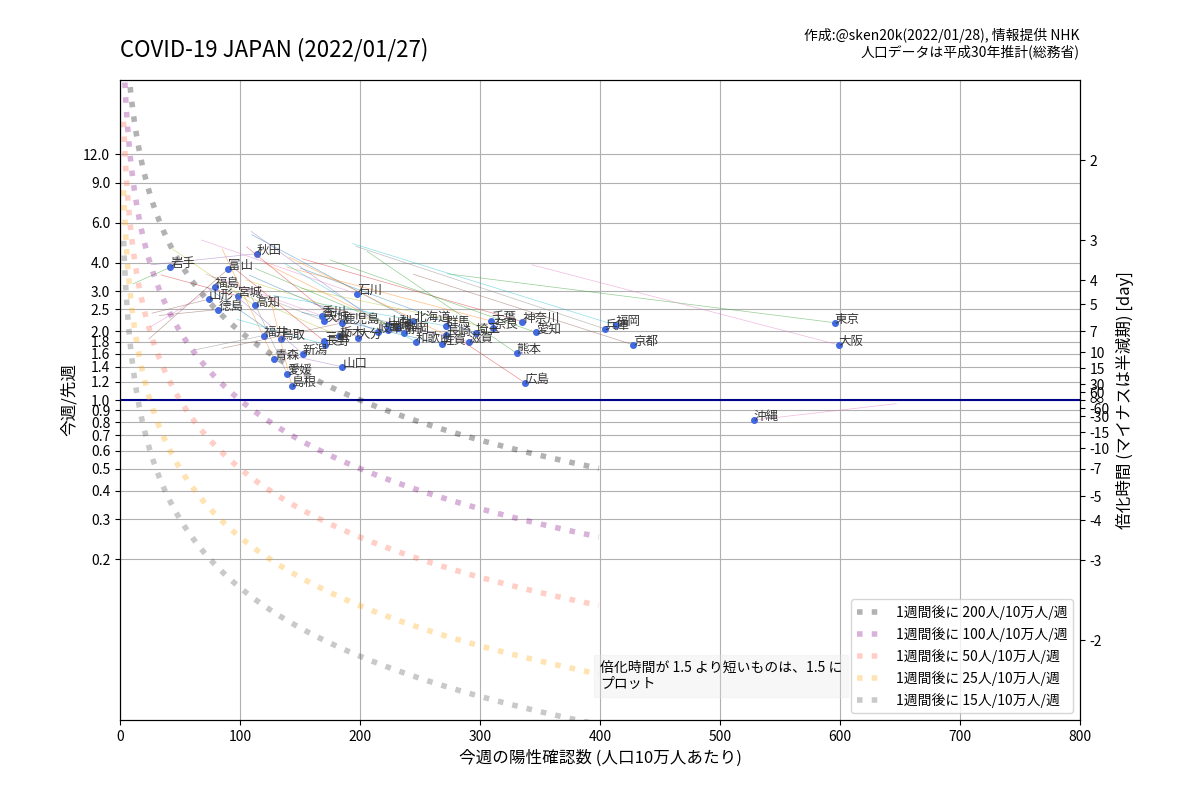 COVID-19 JAPAN (2022/01/27)
作成:@sken20k(2022/01/28), 情報提供 NHK
人口データは平成30年推計(総務省)
今週/先週
12.0
9.0
6.0
4.0
3.0
2.5
2.0
1.8
1.6
1.4
1.2
1.0
0.9
0.8
0.7
0.6
0.5
0.4
0.3
0.2
秋田
岩手
富山
福島
山形
宮城
徳島
高知
石川
香川
鹿児島
北海道
群馬
千葉
奈良
神奈川
愛知
福岡
兵庫
東京
大阪
京都
福井
鳥取
大分
長野
新潟
青森
愛媛
島根
山口
和歌山
佐賀
滋賀
埼玉
熊本
広島
沖縄
2
3
4
5
7
10
15
30
60
∞
-60
-30
-15
-10
-7
-5
-4
-3
-2
倍化時間 (マイナスは半減期) [day]
1週間後に 200人/10万人/週
1週間後に 100人/10万人/週
1週間後に 50人/10万人/週
1週間後に 25人/10万人/週
1週間後に 15人/10万人/週
倍化時間が 1.5 より短いものは、1.5 に
プロット
0 100 200 300 400 500 600 700 800
今週の陽性確認数 (人口10万人あたり)